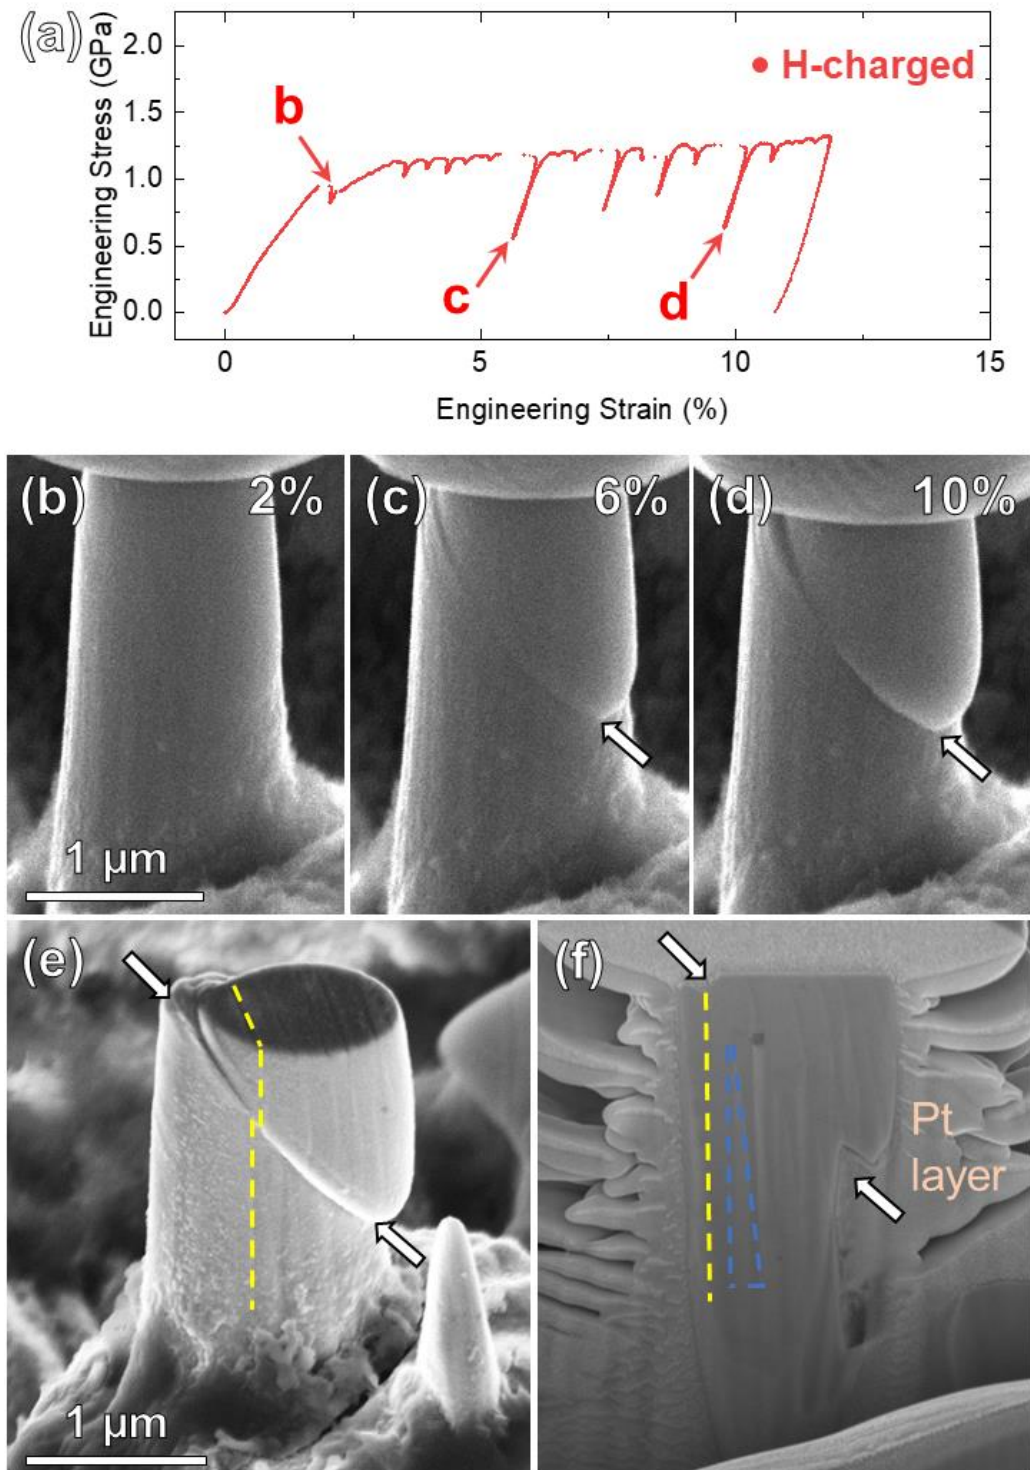 (a)
Engineering Stress (GPa)
2.0
1.5
1.0
0.5
0.0
H-charged
b
c
d
0 5 10 15
Engineering Strain (%)
(b) 2%
(c) 6%
(d) 10%
1 μm
(e)
(f)
Pt
layer
1 μm